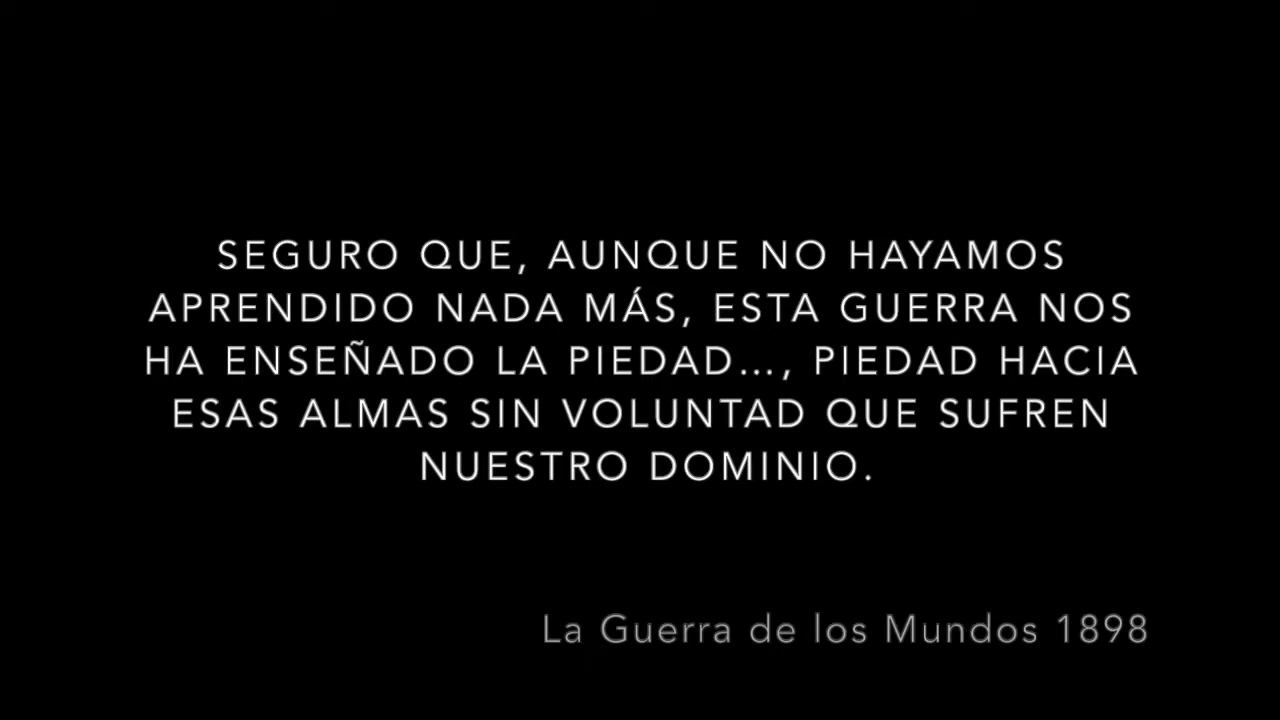 SEGURO QUE, AUNQUE NO HAYAMOS
APRENDIDO NADA MÁS, ESTA GUERRA NOS
HA ENSEÑADO LA PIEDAD..., PIEDAD HACIA
ESAS ALMAS SIN VOLUNTAD QUE SUFREN
NUESTRO DOMINIO.
La Guerra de los Mundos 1898